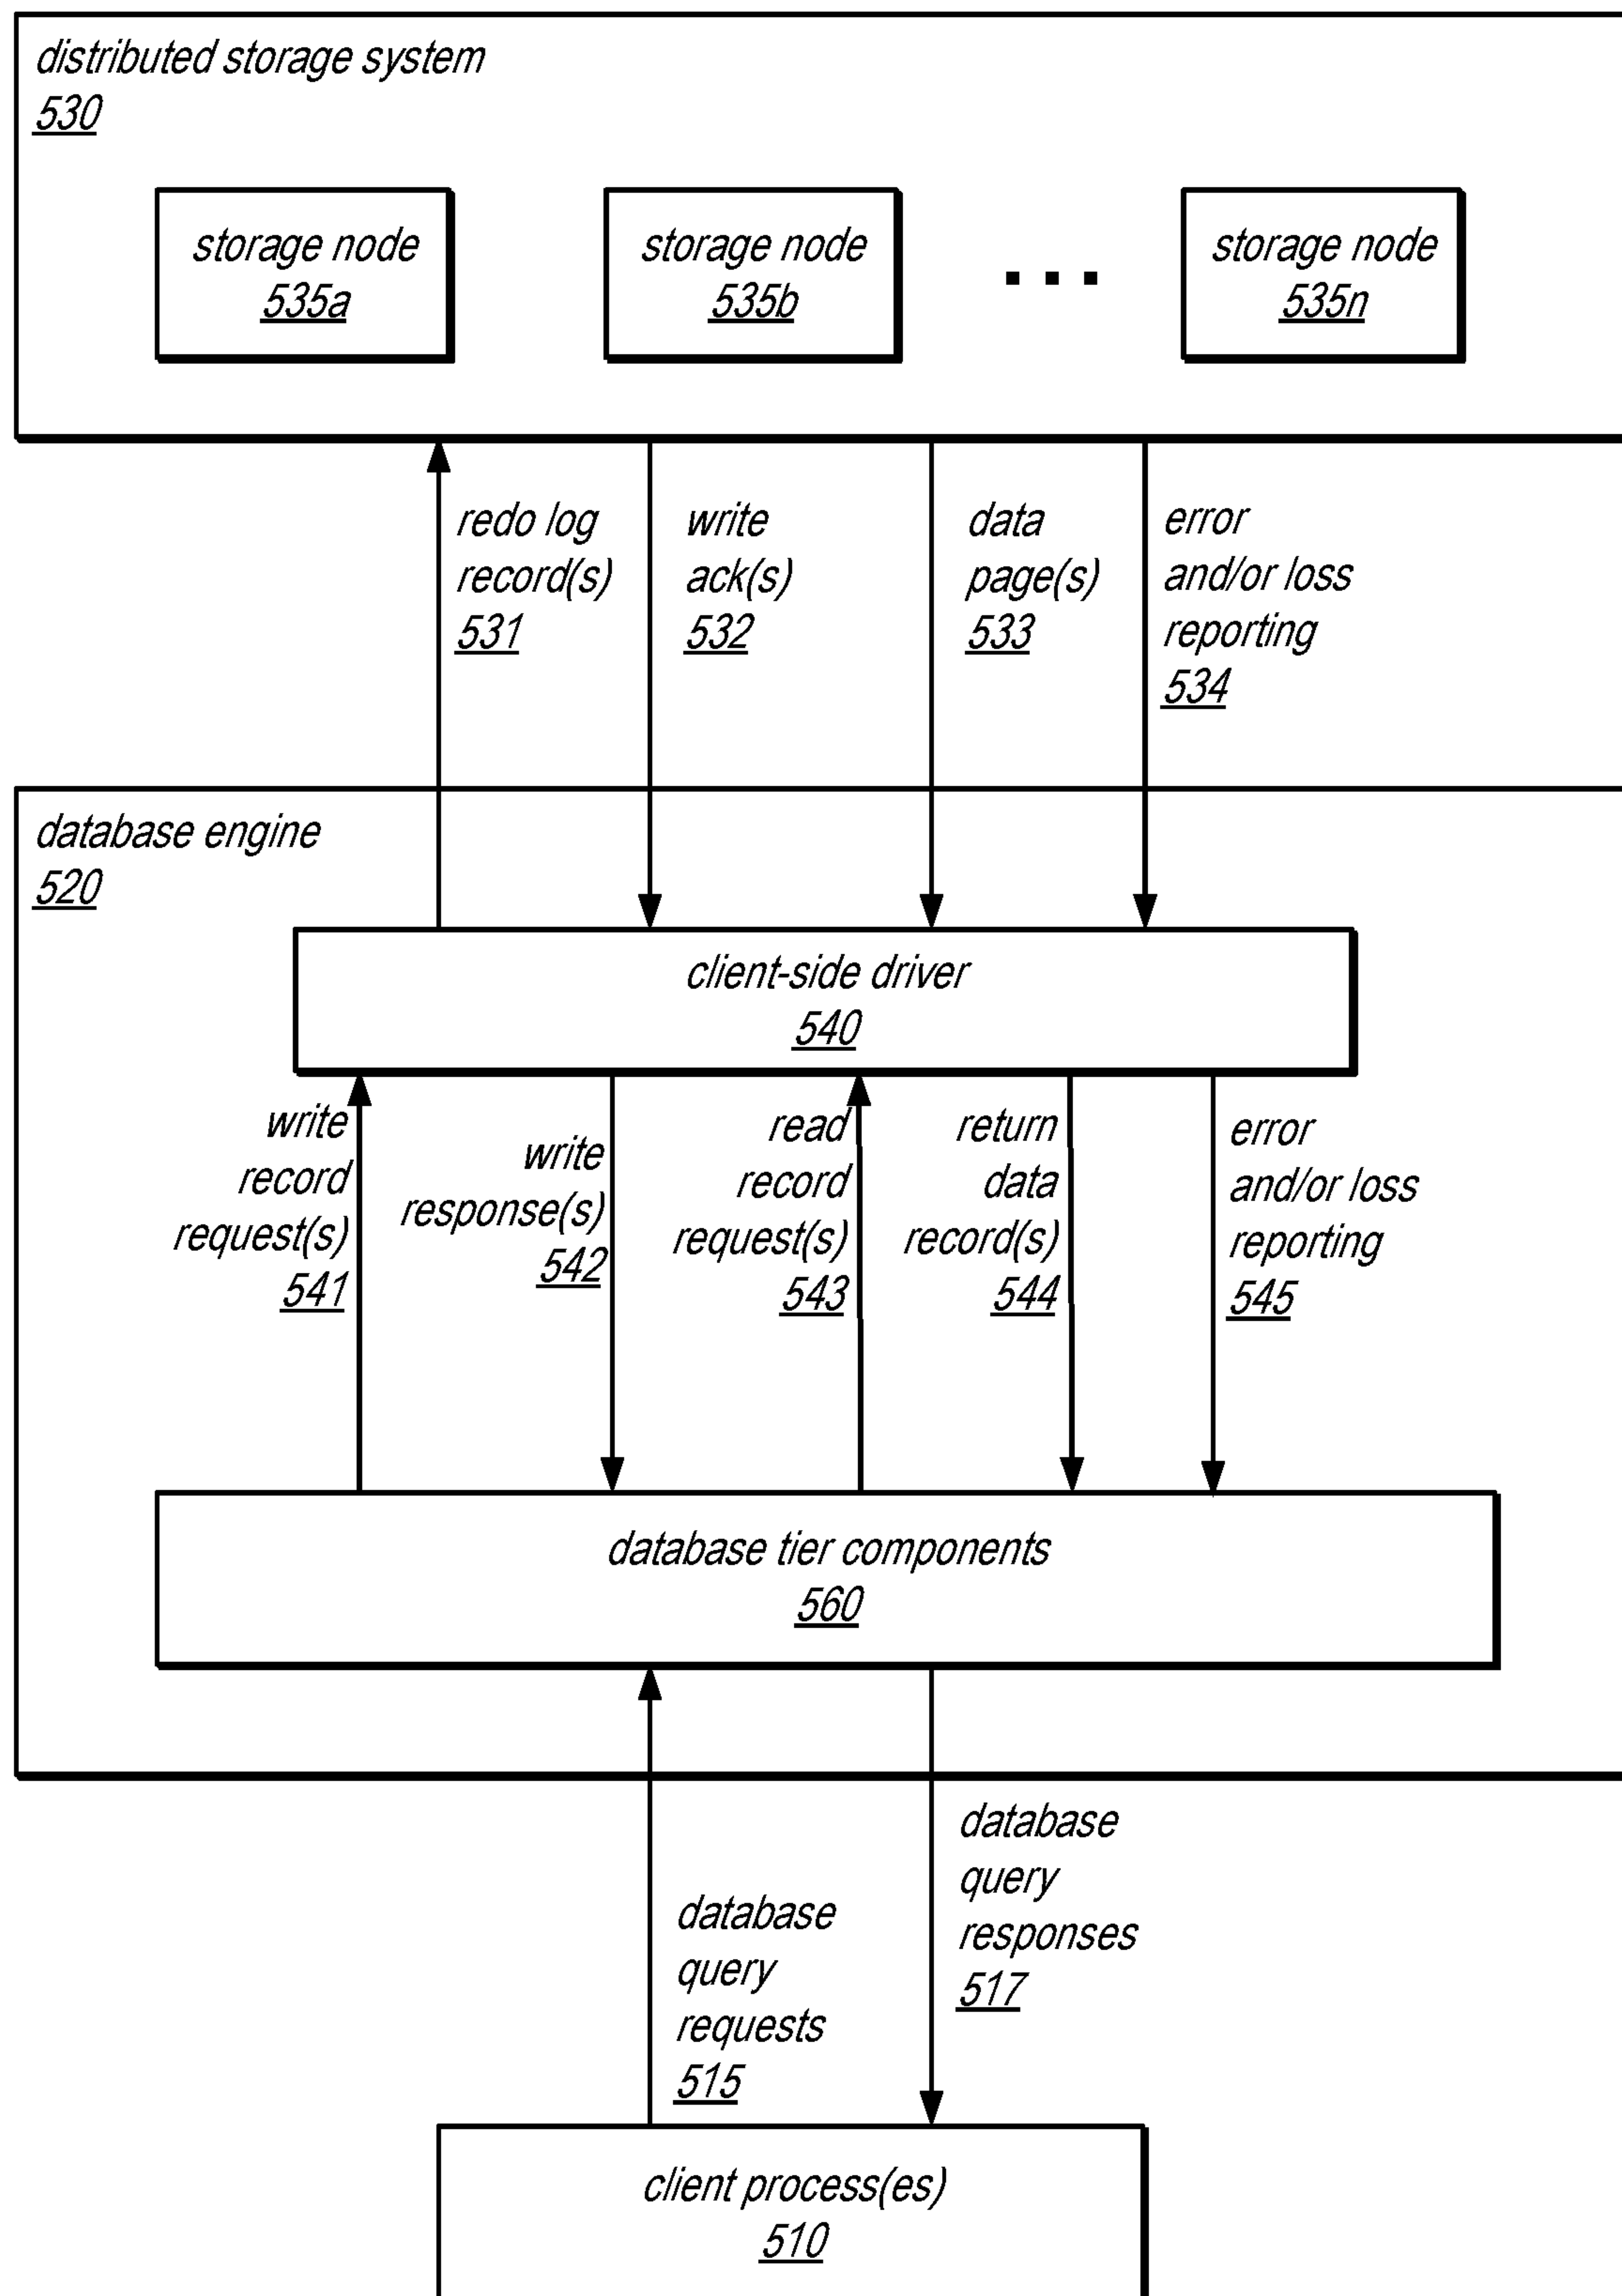 distributed storage system
530
storage node
535a
storage node
535b
storage node
535n
redo log
record(s)
531
write
ack(s)
532
data
page(s)
533
error
and/or loss
reporting
534
database engine
520
client-side driver
540
write
record
request(s)
541
write
response(s)
542
read
record
request(s)
543
return
data
record(s)
544
error
and/or loss
reporting
545
database tier components
560
database
query
requests
515
database
query
responses
517
client process(es)
510